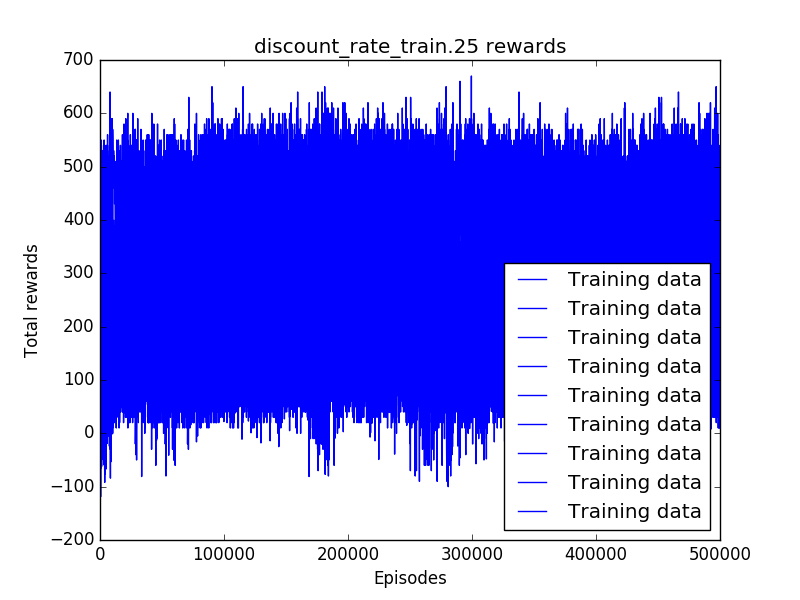 discount_rate_train.25 rewards
700
600
500
400
300
200
100
0
−100
−200
Total rewards
Training data
Training data
Training data
Training data
Training data
Training data
Training data
Training data
Training data
0 100000 200000 300000 400000 500000
Episodes